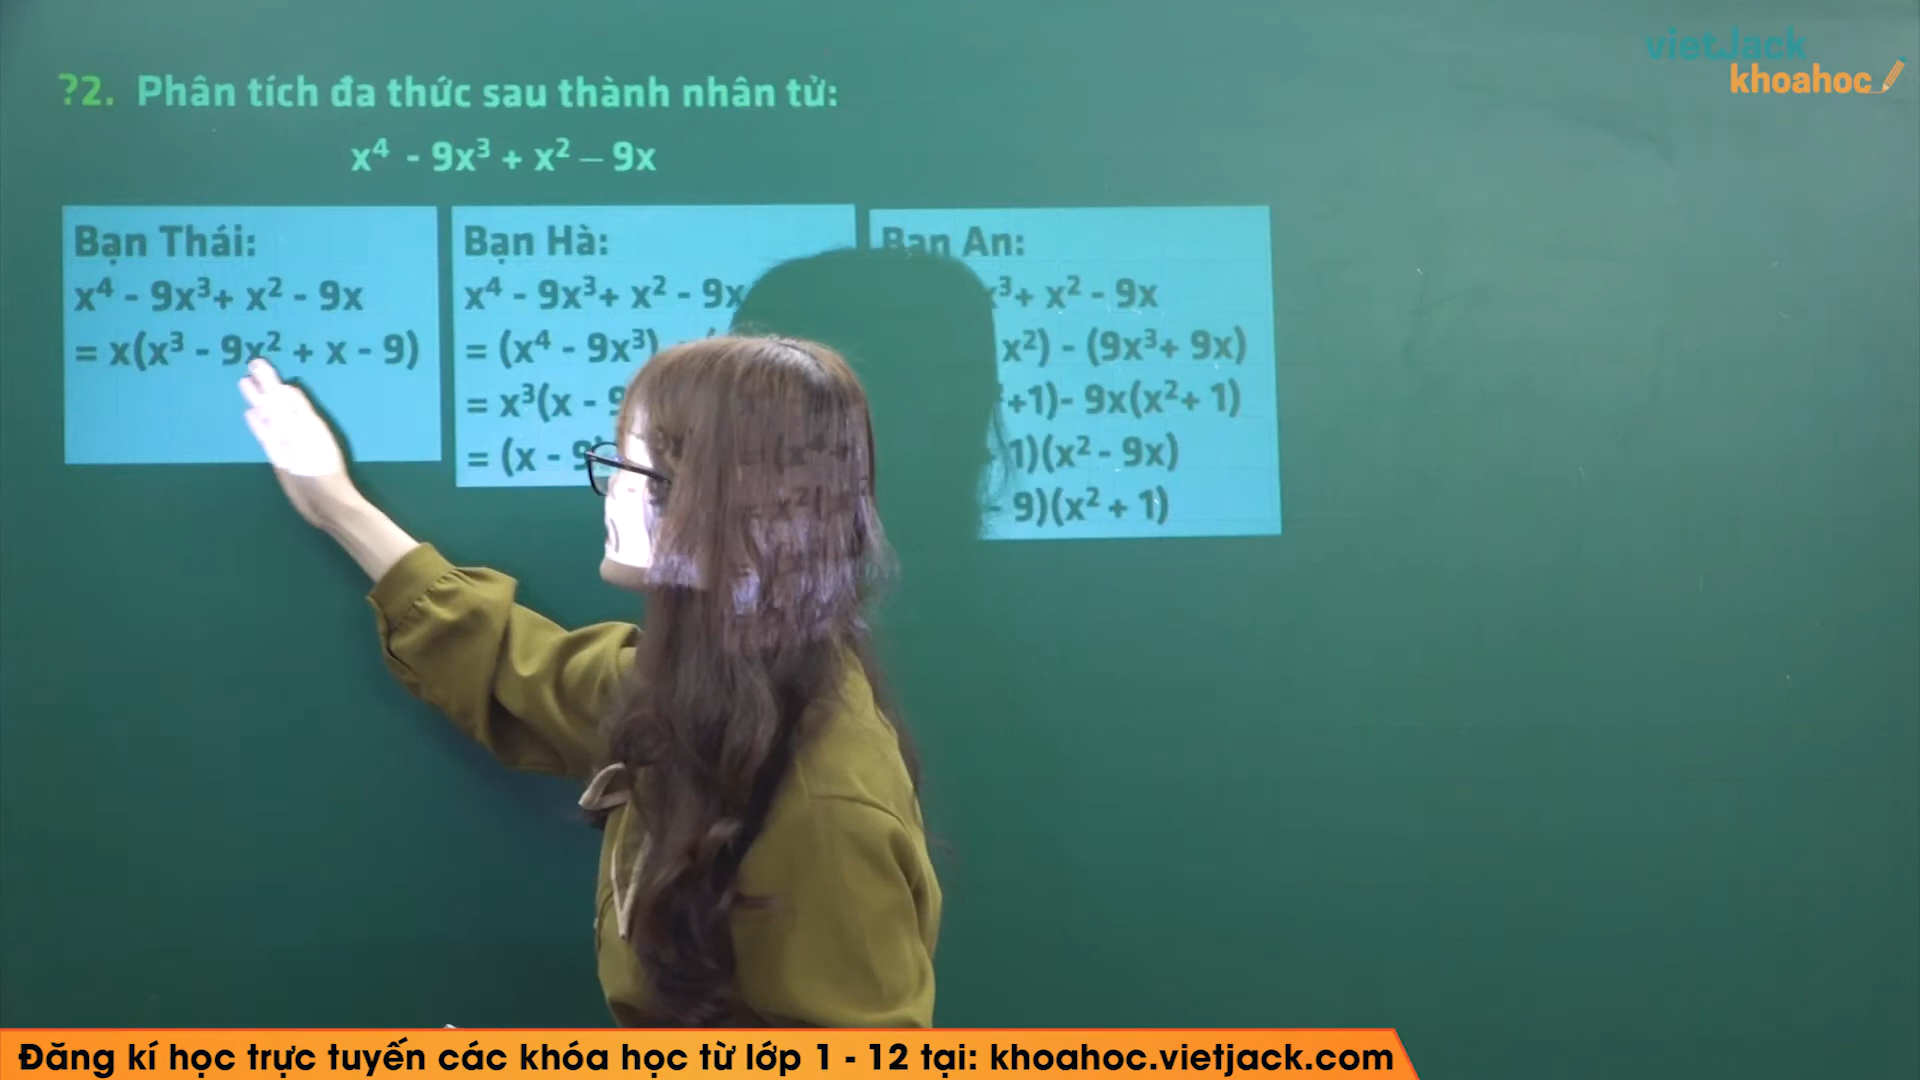 vietJack
khoahoc
?2. Phân tích đa thức sau thành nhân tử:
x⁴ - 9x³ + x² – 9x
Bạn Thái:
x⁴ - 9x³+ x² - 9x
= x(x³ - 9x² + x - 9)
Bạn Hà:
x⁴ - 9x³+ x² - 9x
= (x⁴ - 9x³)
= x³(x - 9
= (x - 9)
Bạn An:
x³+ x² - 9x
x²) - (9x³+ 9x)
+1)- 9x(x²+ 1)
1)(x² - 9x)
- 9)(x² + 1)
Đăng kí học trực tuyến các khóa học từ lớp 1 - 12 tại: khoahoc.vietjack.com